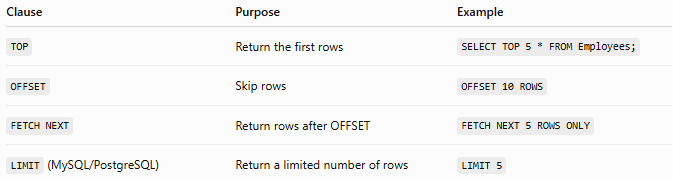 Clause Purpose Example
TOP Return the first rows SELECT TOP 5 * FROM Employees;
OFFSET Skip rows OFFSET 10 ROWS
FETCH NEXT Return rows after OFFSET FETCH NEXT 5 ROWS ONLY
LIMIT (MySQL/PostgreSQL) Return a limited number of rows LIMIT 5